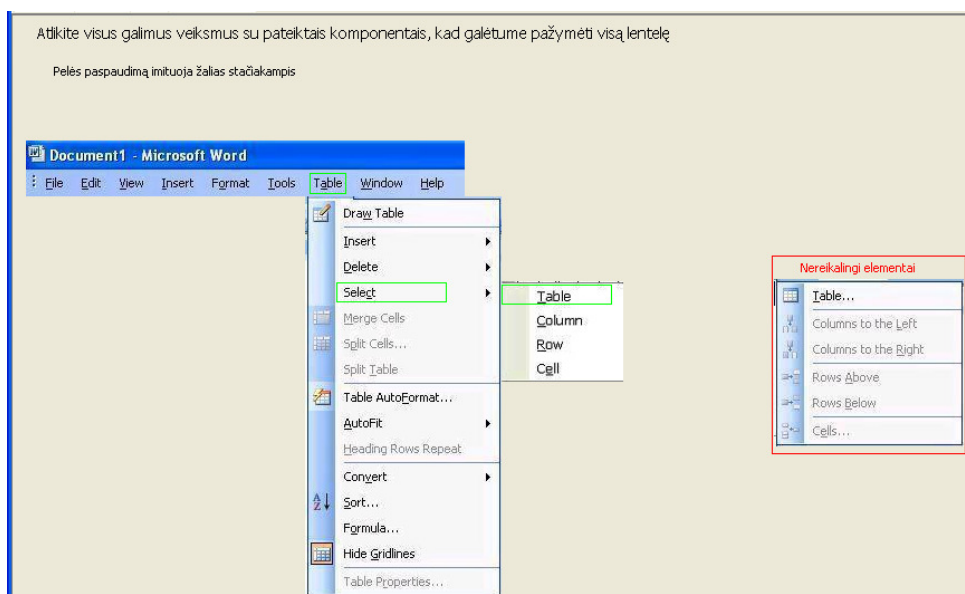 Atlikite visus galimus veiksmus su pateiktais komponentais, kad galėtume pažymėti visą lentelę
Pelės paspaudimą imituoja žalias stačiakampis
Document1 - Microsoft Word
File Edit View Insert Format Tools Table Window Help
Draw Table
Insert
Delete
Select
Merge Cells
Split Cells...
Split Table
Table AutoFormat...
AutoFit
Heading Rows Repeat
Convert
Sort...
Formula...
Hide Gridlines
Table Properties...
Table
Column
Row
Cell
Nereikalingi elementai
Table...
Columns to the Left
Columns to the Right
Rows Above
Rows Below
Cells...